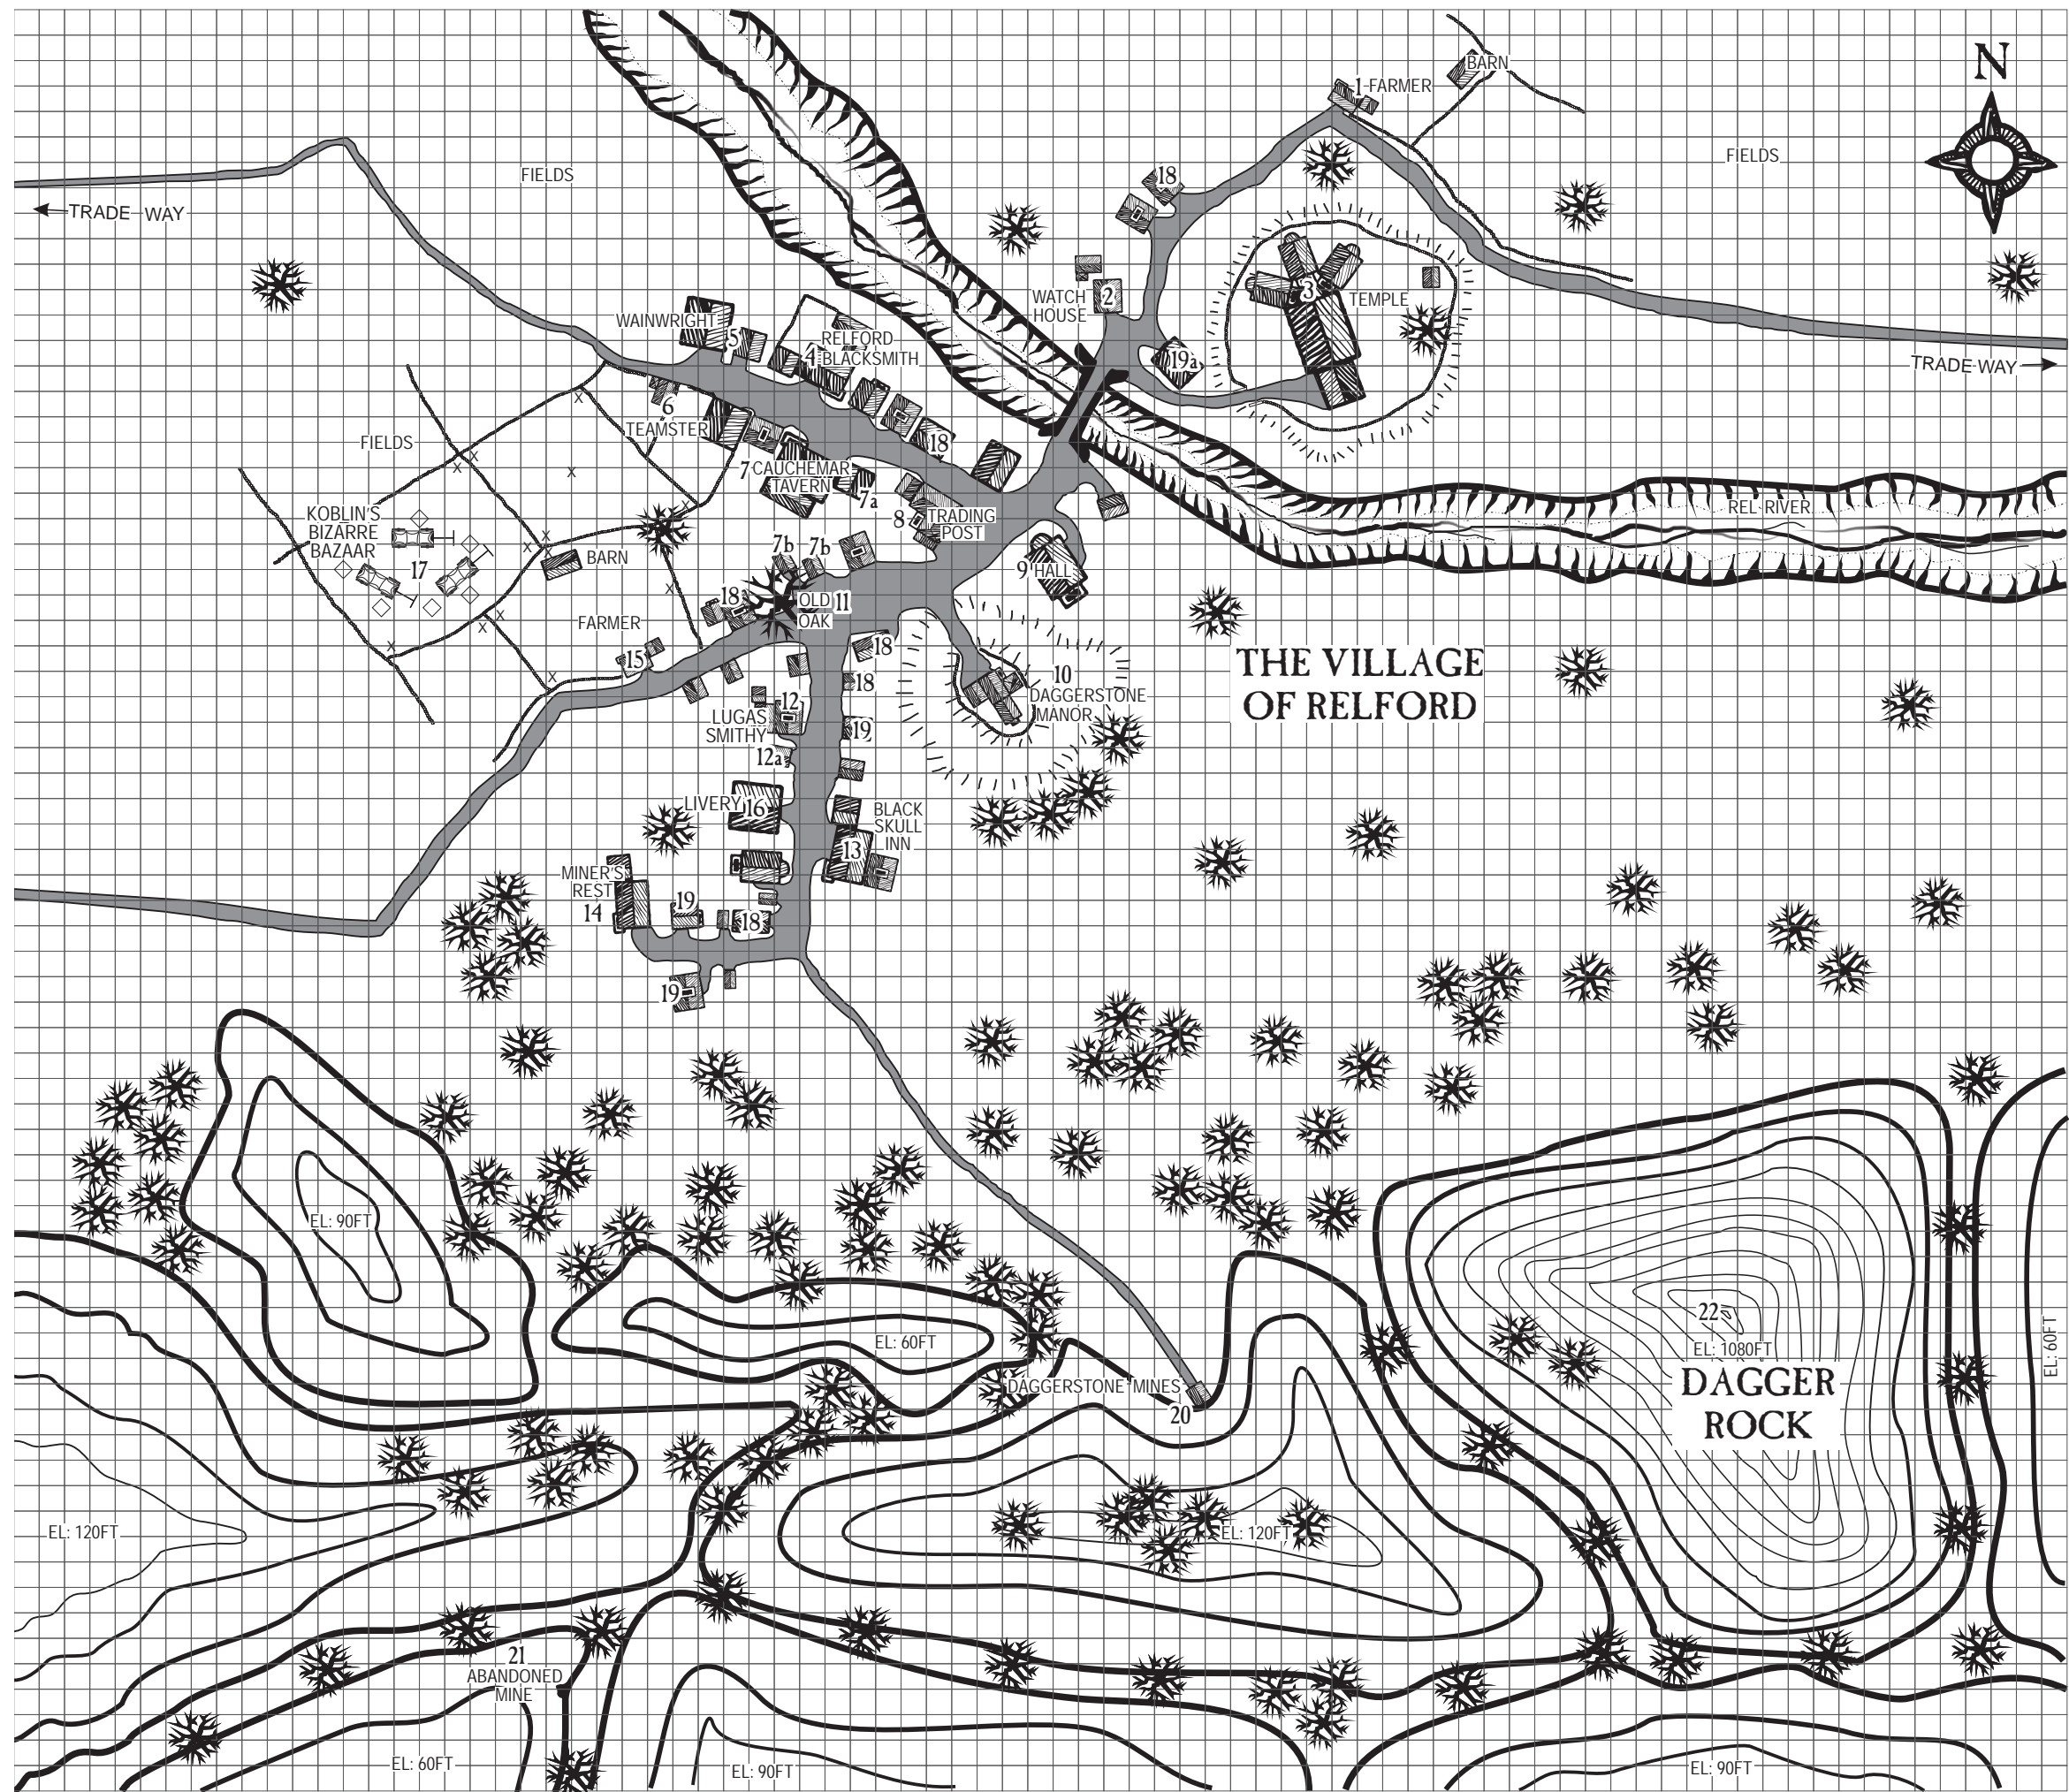 BARN
1 FARMER
N
FIELDS
FIELDS
18
TRADE WAY
3
TEMPLE
WATCH
HOUSE
2
WAINWRIGHT
5
RELFORD
BLACKSMITH
4
19a
TRADE WAY
6
TEAMSTER
18
FIELDS
7 CAUCHEMAR
TAVERN
7a
8
TRADING
POST
REL RIVER
KOBLIN'S
BIZARRE
BAZAAR
17
BARN
7b
7b
9 HALL
18
OLD
OAK
11
FARMER
15
18
THE VILLAGE
OF RELFORD
10
DAGGERSTONE
MANOR
18
12
LUGAS
SMITHY
19
12a
LIVERY
16
BLACK
SKULL
INN
13
MINER'S
REST
14
19
18
19
EL: 90FT
22
EL: 1080FT
DAGGER
ROCK
EL: 60FT
EL: 60FT
DAGGERSTONE MINES
20
EL: 120FT
EL: 120FT
21
ABANDONED
MINE
EL: 60FT
EL: 90FT
EL: 90FT